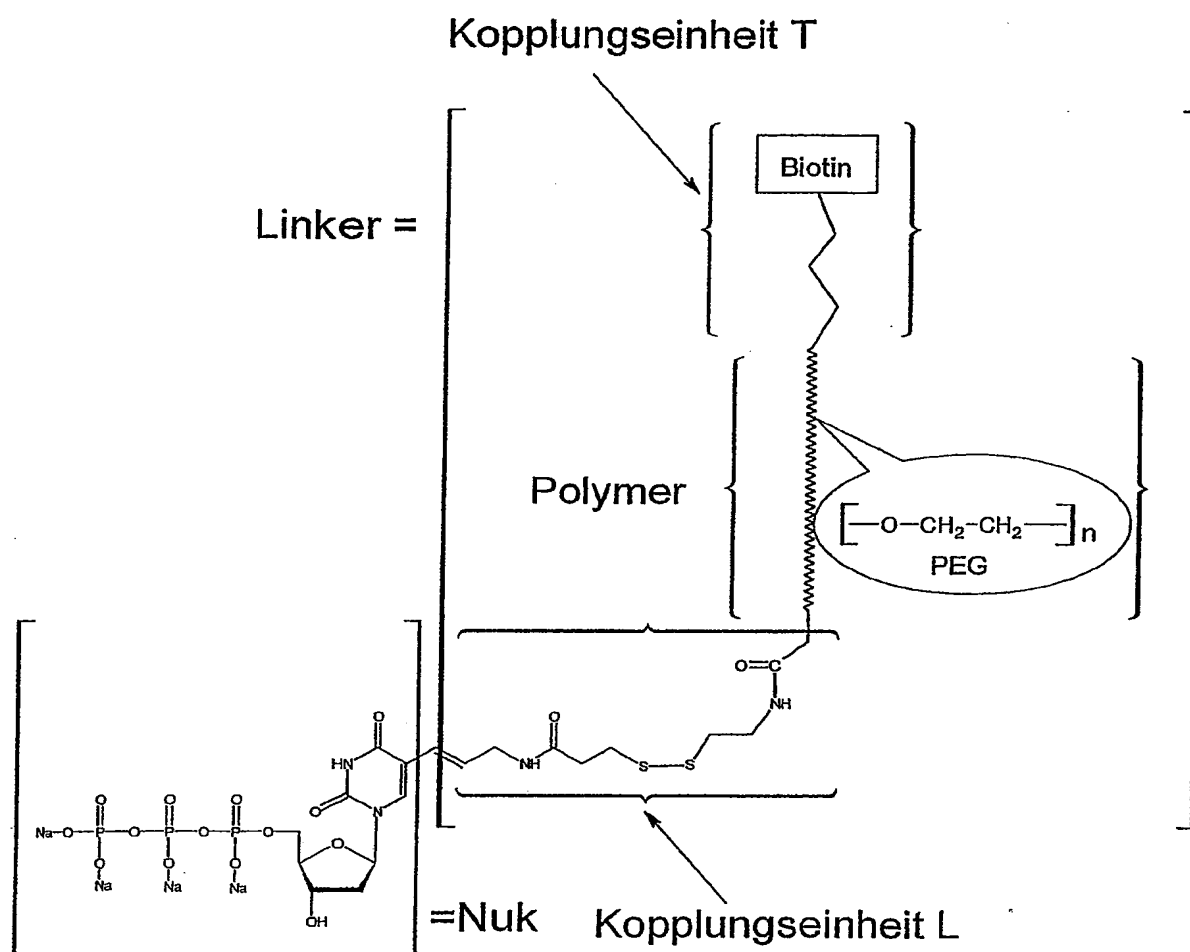 Kopplungseinheit T
Biotin
Linker =
Polymer
[—O—CH₂-CH₂—]n
PEG
O=C
NH
O
O
HN
NH
S—S
O
N
O O O
Na—O—P—O—P—O—P—O
O
O O O
Na Na Na
OH
=Nuk
Kopplungseinheit L